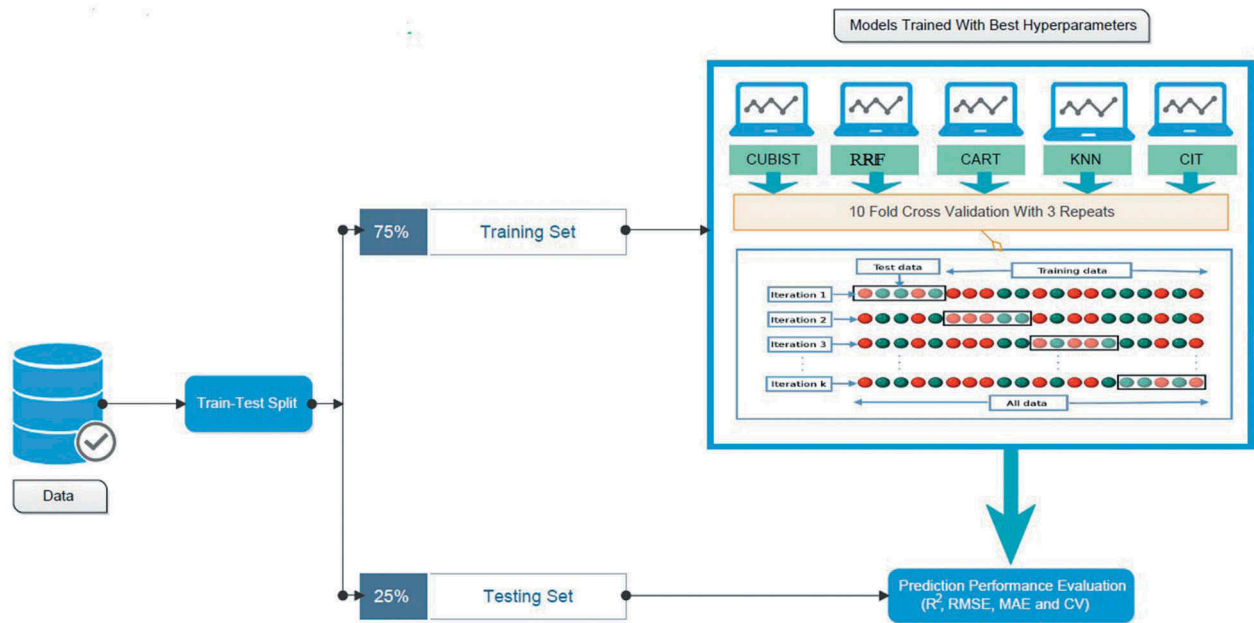 Models Trained With Best Hyperparameters
CUBIST
RRF
CART
KNN
CIT
10 Fold Cross Validation With 3 Repeats
75%
Training Set
Test data
Training data
Iteration 1
Iteration 2
Iteration 3
Iteration k
All data
Train-Test Split
Data
25%
Testing Set
Prediction Performance Evaluation
(R², RMSE, MAE and CV)